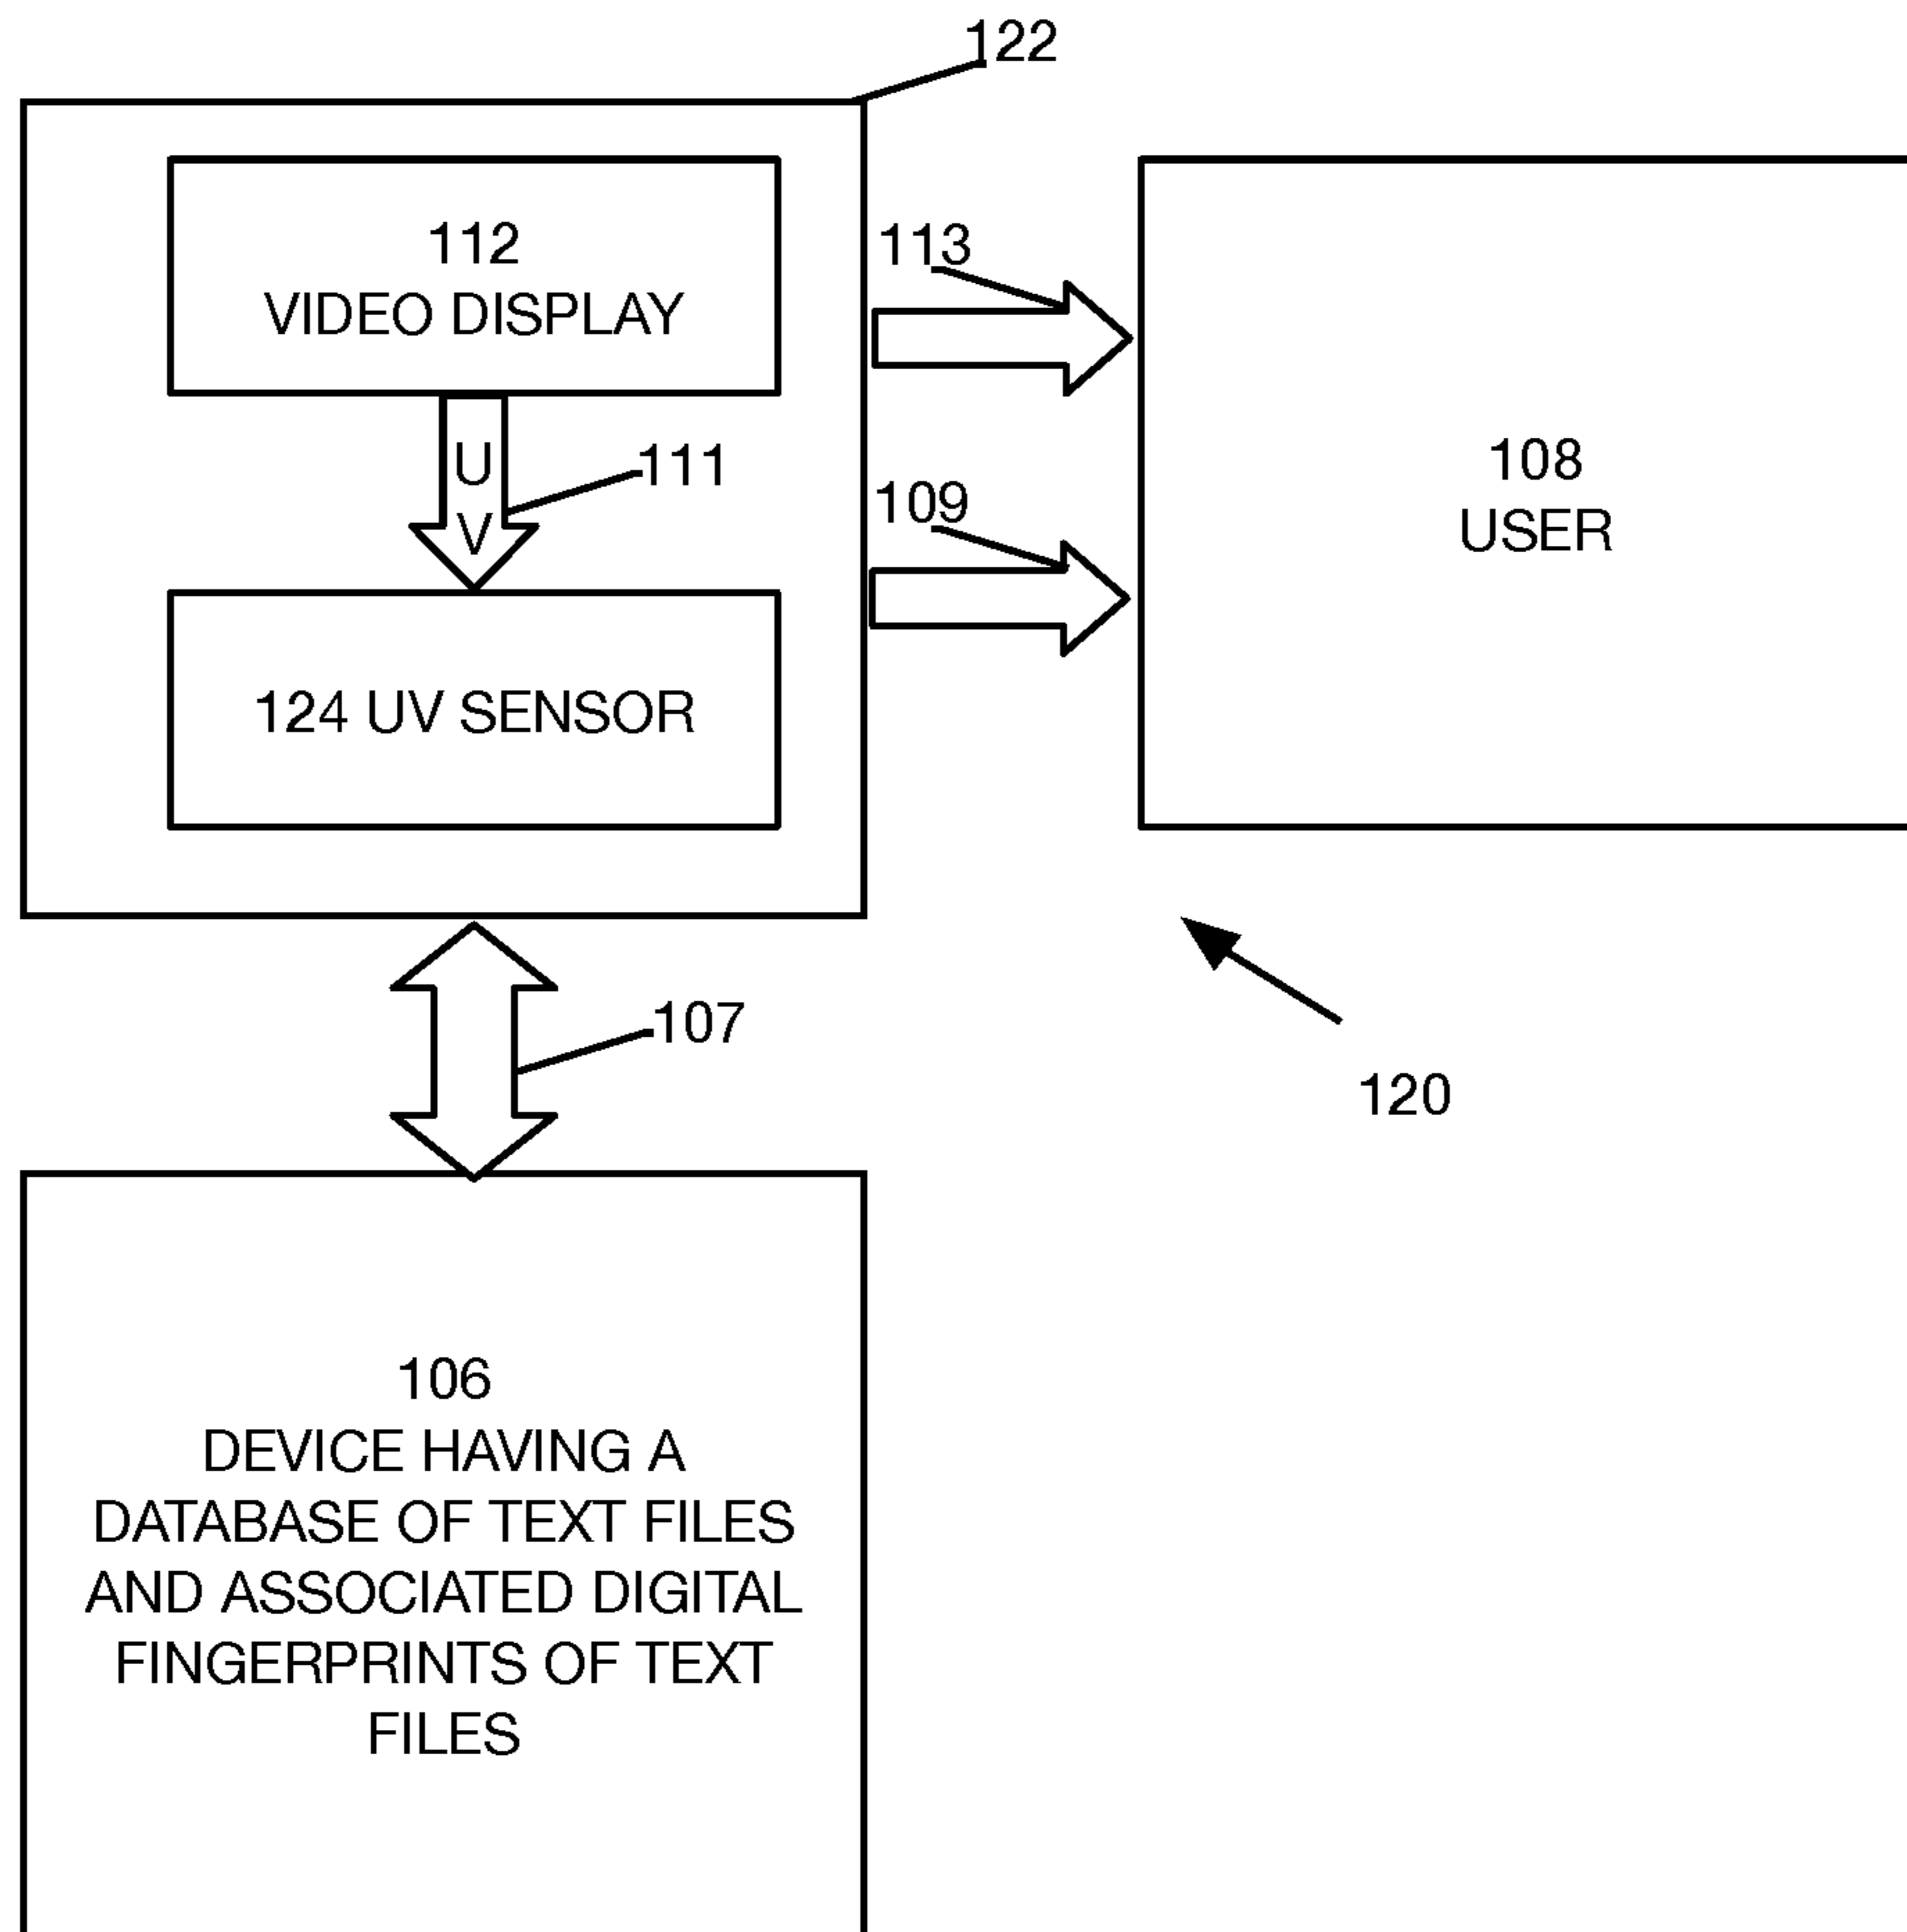 122
112
VIDEO DISPLAY
113
U
V
111
109
108
USER
124 UV SENSOR
107
120
106
DEVICE HAVING A
DATABASE OF TEXT FILES
AND ASSOCIATED DIGITAL
FINGERPRINTS OF TEXT
FILES